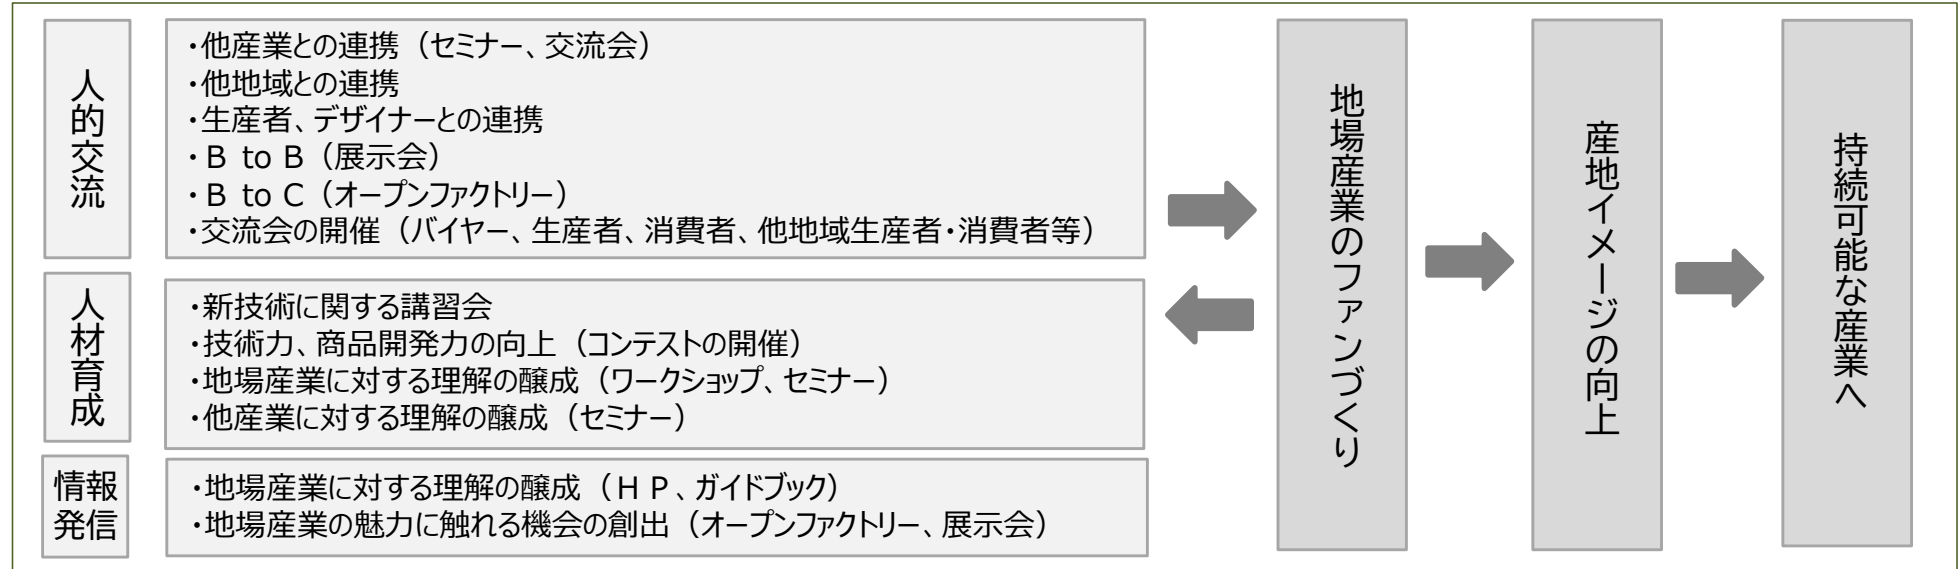 人的交流
・他産業との連携（セミナー、交流会）
・他地域との連携
・生産者、デザイナーとの連携
・Ｂ to Ｂ（展示会）
・Ｂ to Ｃ（オープンファクトリー）
・交流会の開催（バイヤー、生産者、消費者、他地域生産者・消費者等）
人材育成
・新技術に関する講習会
・技術力、商品開発力の向上（コンテストの開催）
・地場産業に対する理解の醸成（ワークショップ、セミナー）
・他産業に対する理解の醸成（セミナー）
情報
発信
・地場産業に対する理解の醸成（ＨＰ、ガイドブック）
・地場産業の魅力に触れる機会の創出（オープンファクトリー、展示会）
地場産業のファンづくり
産地イメージの向上
持続可能な産業へ